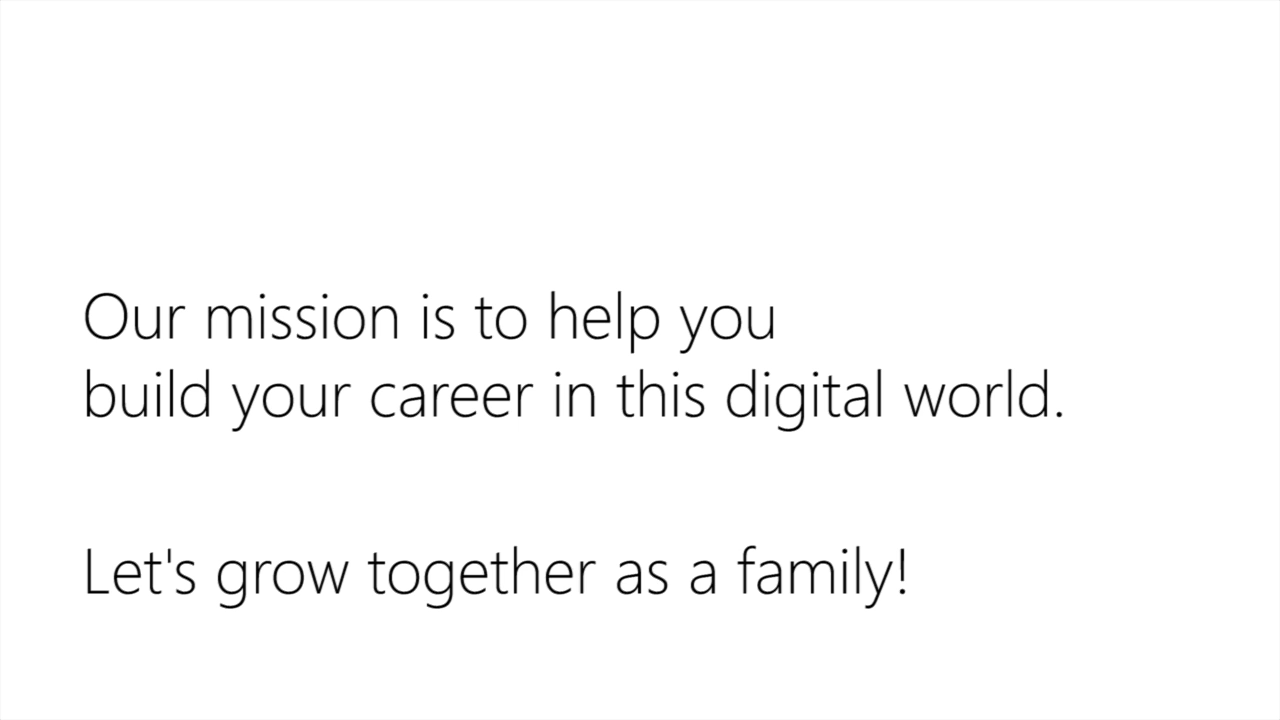 Our mission is to help you
build your career in this digital world.
Let's grow together as a family!